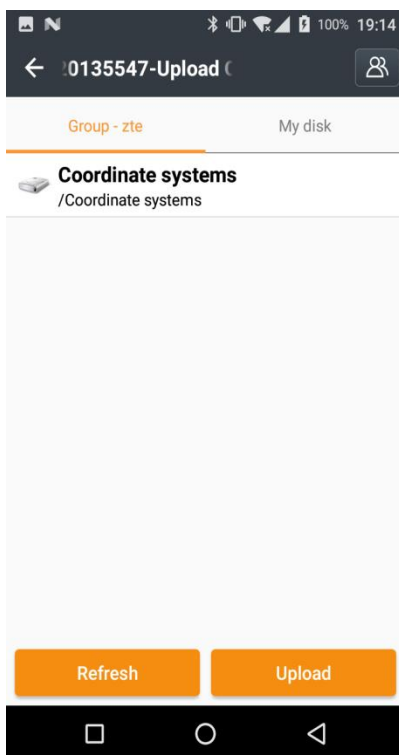 100% 19:14
20135547-Upload (
Group - zte
My disk
Coordinate systems
/Coordinate systems
Refresh
Upload